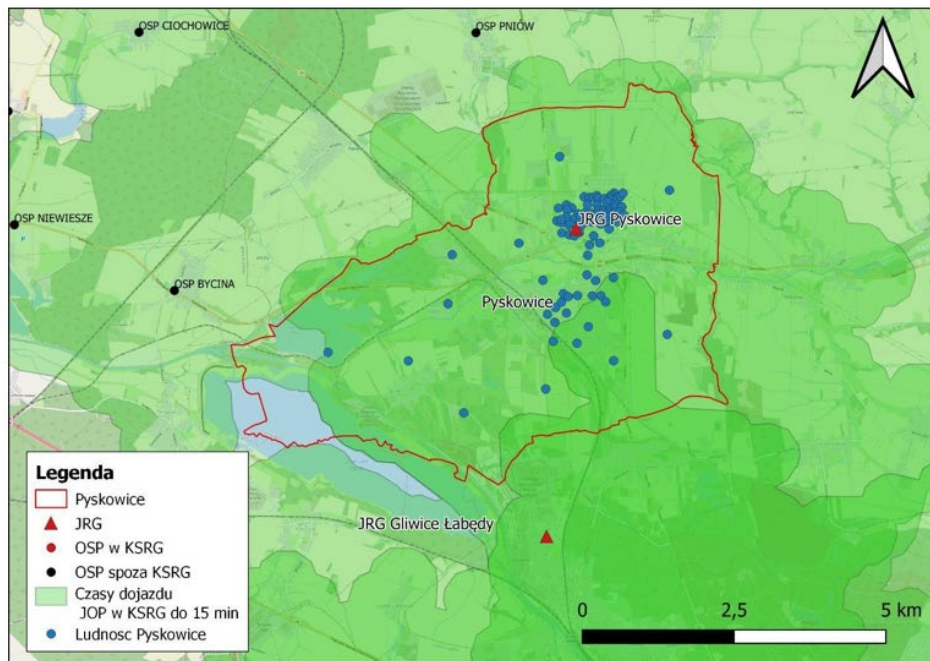 OSP CIOCHOWICE
OSP PNIÓW
OSP NIEWIESZE
JRG Pyskowice
OSP BYCINA
Pyskowice
JRG Gliwice Łabędy
Legenda
Pyskowice
JRG
OSP w KSRG
OSP spoza KSRG
Czasy dojazdu
JOP w KSRG do 15 min
Ludnosc Pyskowice
0 2,5 5 km